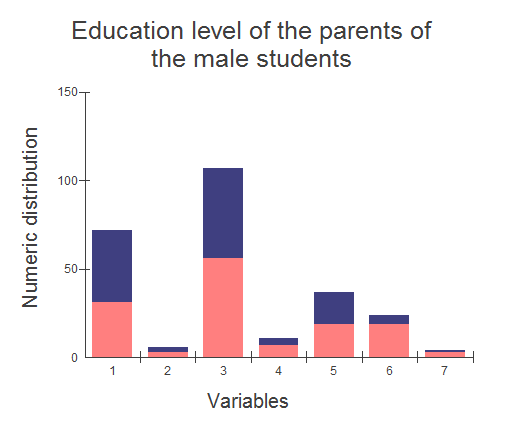 Education level of the parents of
the male students
150
100
50
0
Numeric distribution
1 2 3 4 5 6 7
Variables